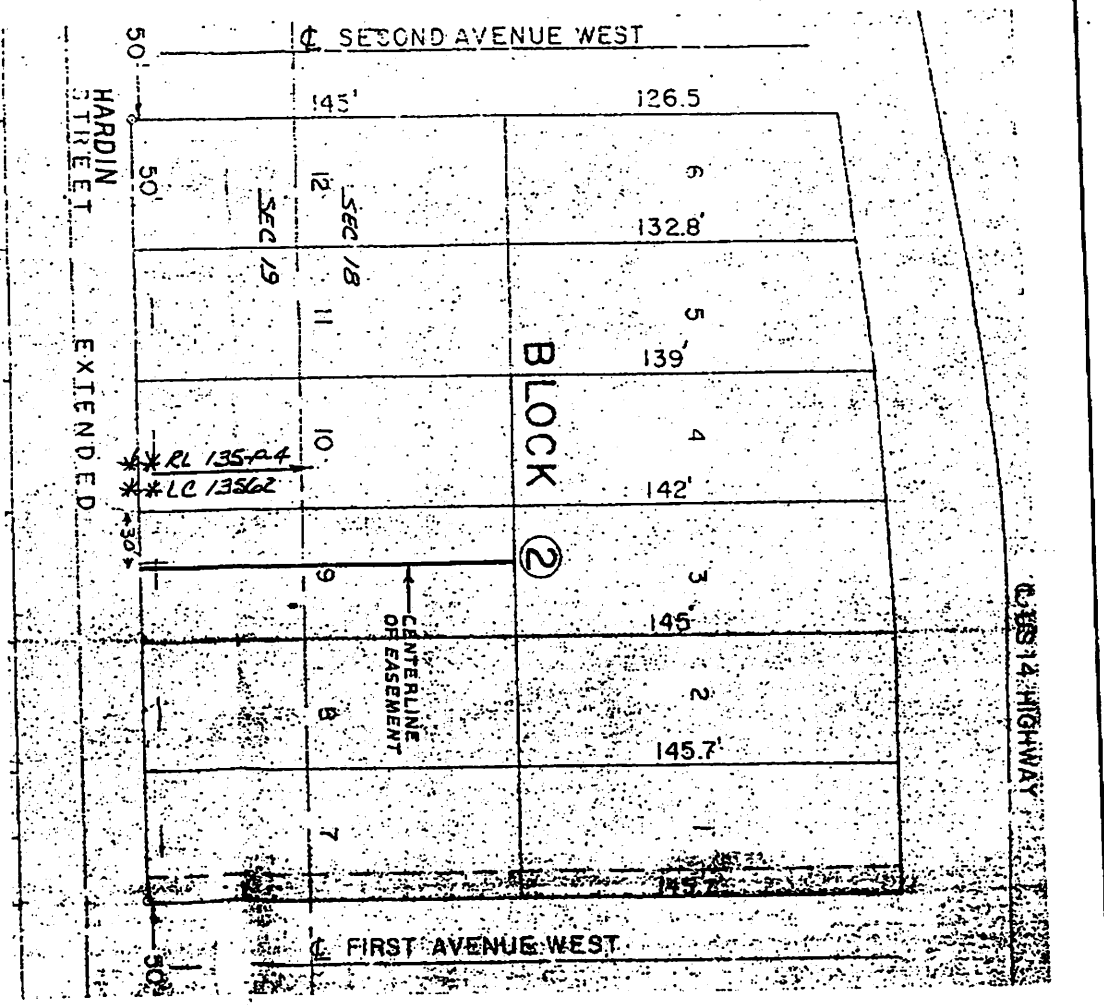 50'
℄ SECOND AVENUE WEST
HARDIN
STREET EXTENDED
145'
126.5
50'
12
SEC 18
SEC 19
6
132.8'
11
5
139'
BLOCK 2
10
4
** RL 135-P4
** LC 13562
142'
30'
9
3
CENTERLINE
OF EASEMENT
145'
8
2
145.7'
7
1
145.7
℄ US 14 HIGHWAY
℄ FIRST AVENUE WEST
50'